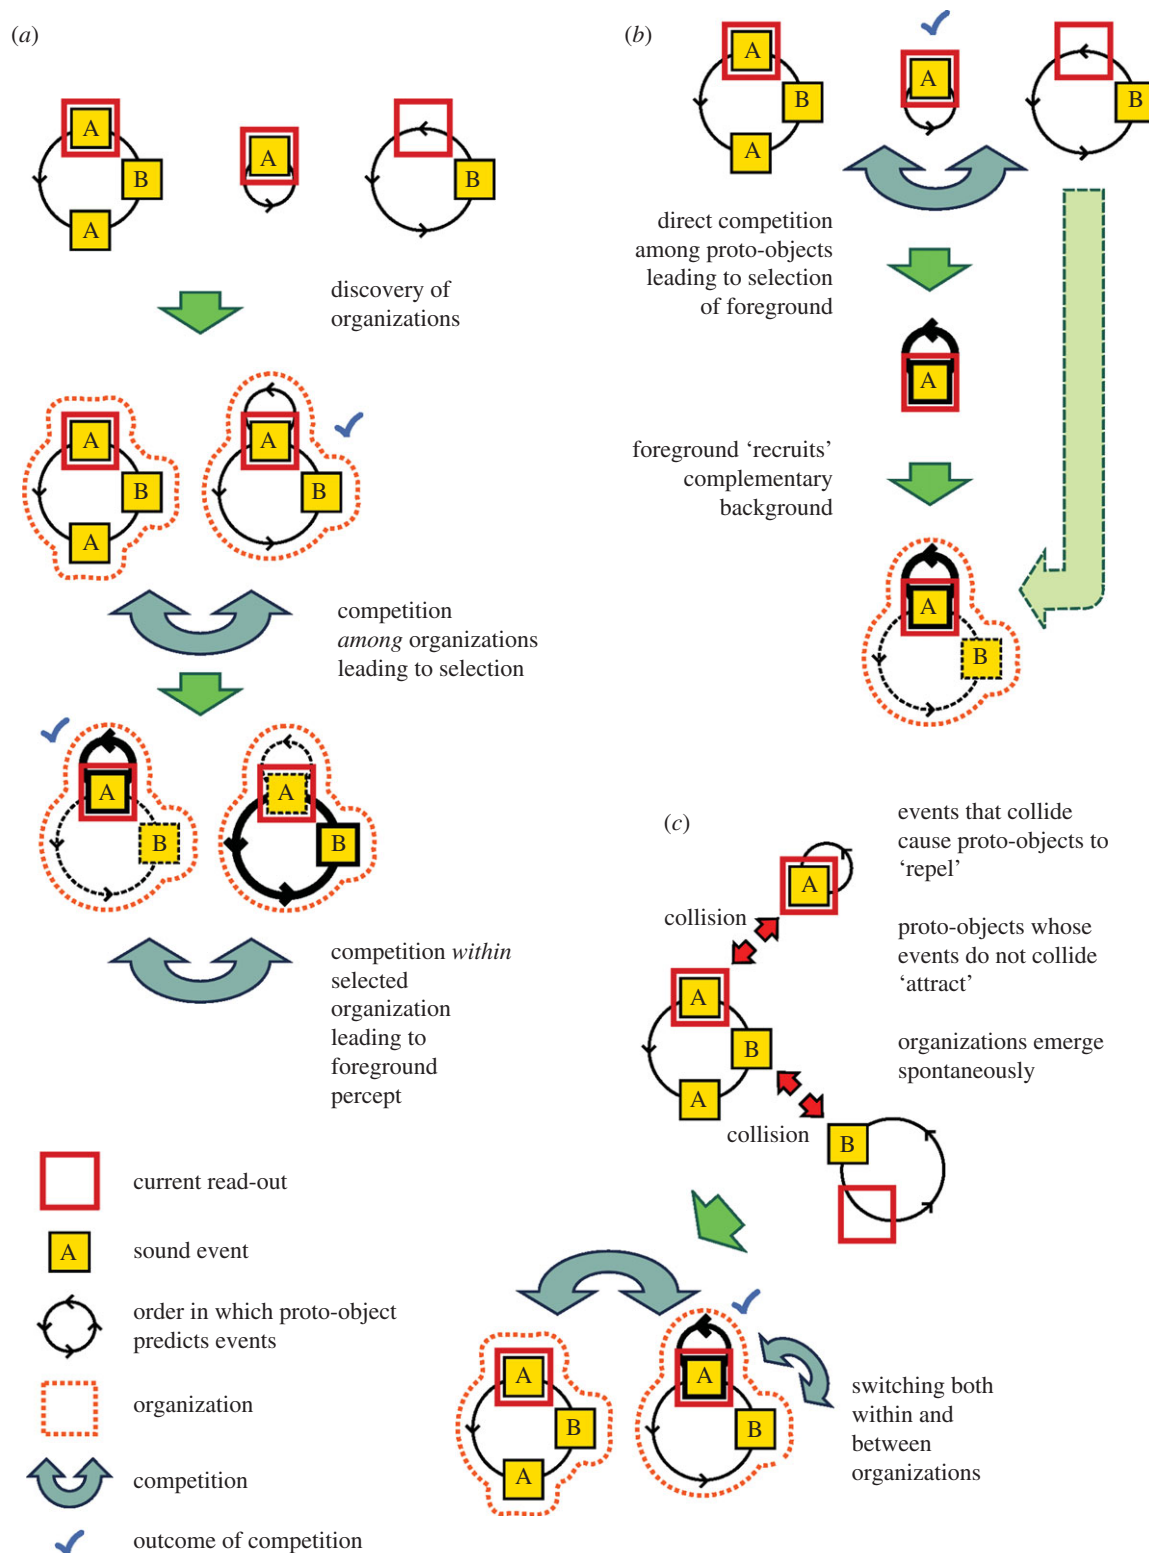 (a)
A
B
A
A
B
discovery of
organizations
A
B
A
A
B
competition
among organizations
leading to selection
A
B
A
B
competition within
selected
organization
leading to
foreground
percept
(b)
A
B
A
A
B
direct competition
among proto-objects
leading to selection
of foreground
A
foreground ‘recruits’
complementary
background
A
B
(c)
A
collision
A
B
A
collision
B
events that collide
cause proto-objects to
‘repel’
proto-objects whose
events do not collide
‘attract’
organizations emerge
spontaneously
A
B
A
A
B
switching both
within and
between
organizations
current read-out
A
sound event
order in which proto-object
predicts events
organization
competition
outcome of competition